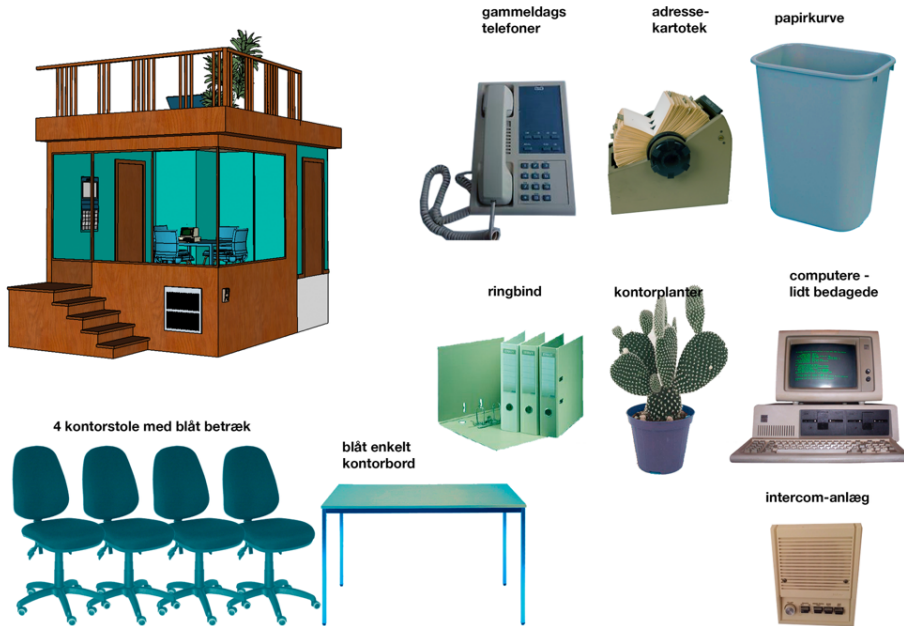 gammeldags
telefoner
adresse-
kartotek
papirkurve
ringbind
kontorplanter
computere -
lidt bedagede
4 kontorstole med blåt betræk
blåt enkelt
kontorbord
intercom-anlæg